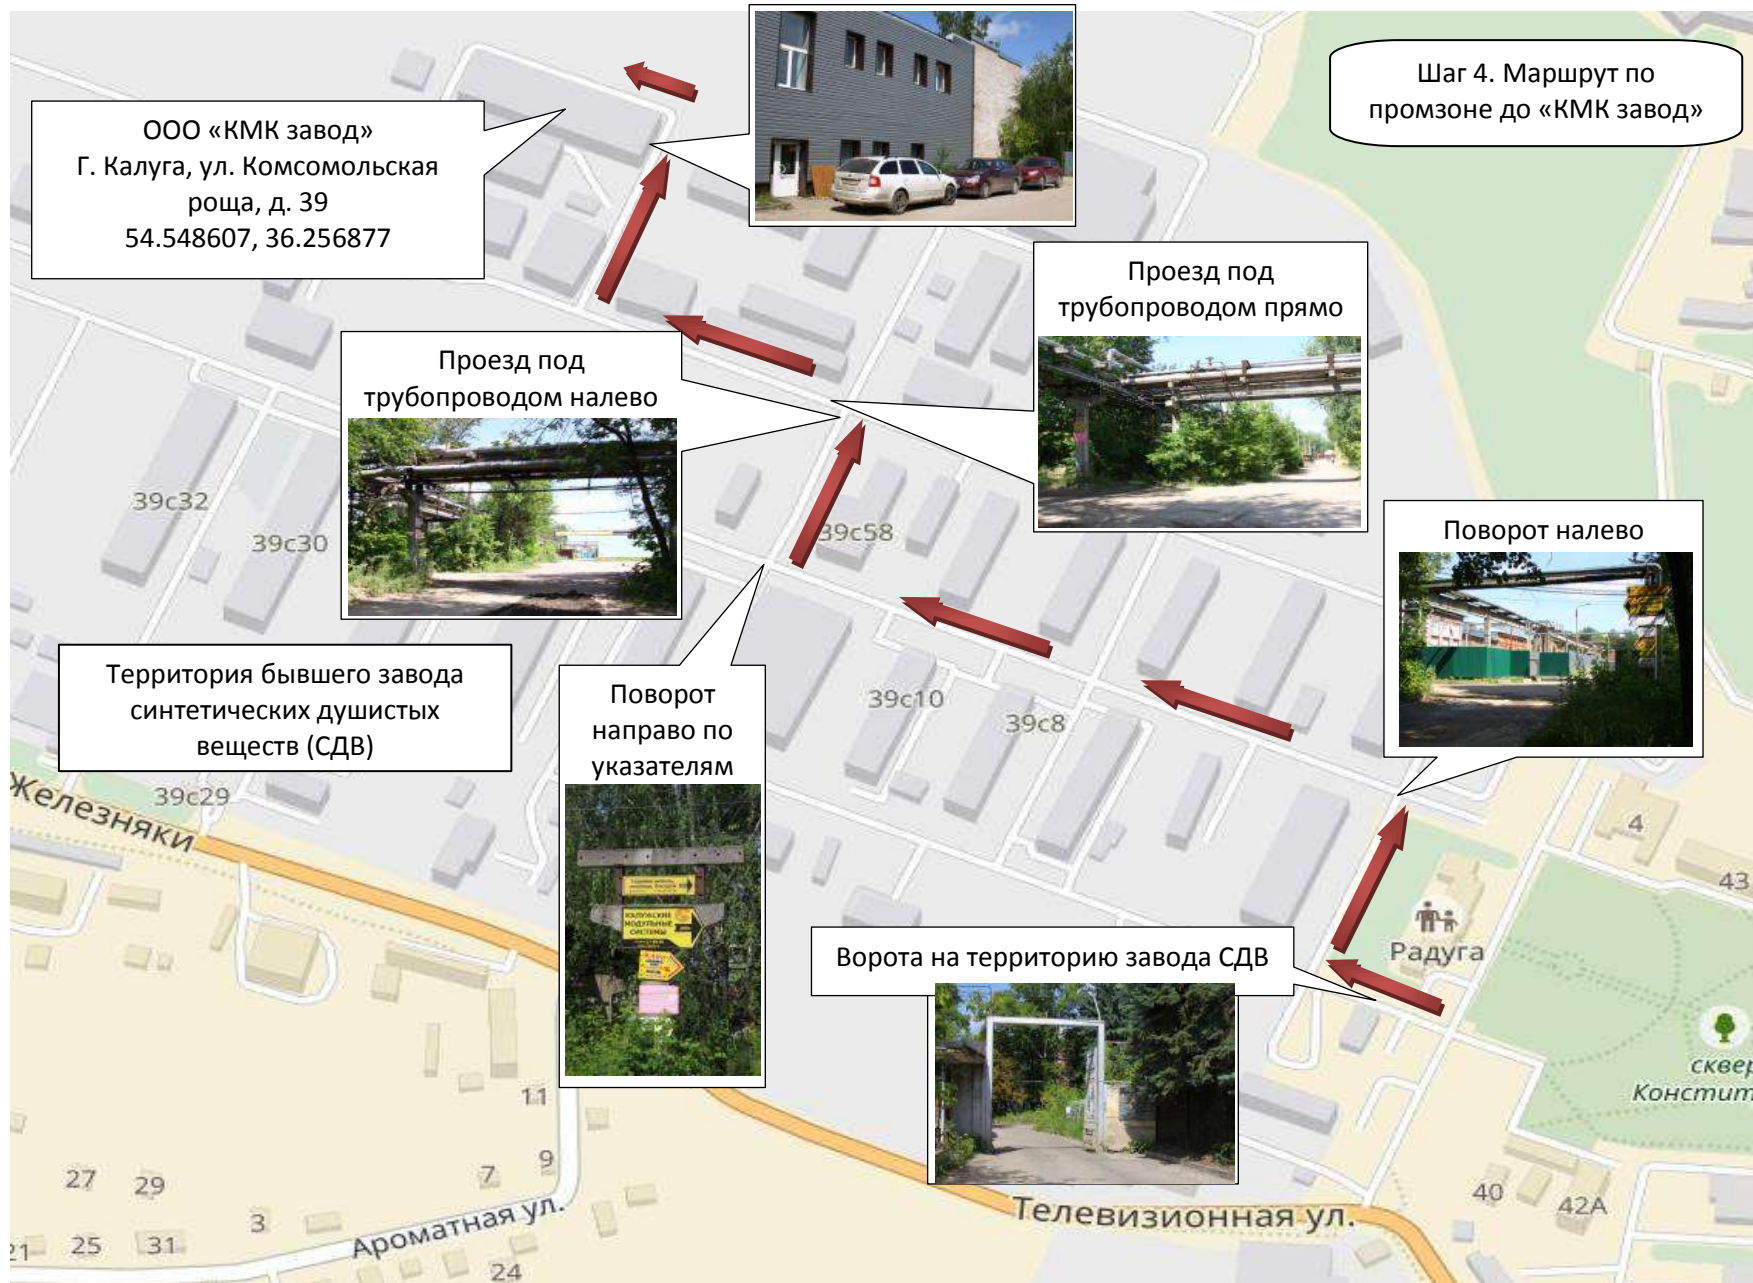 Шаг 4. Маршрут по
промзоне до «КМК завод»
ООО «КМК завод»
Г. Калуга, ул. Комсомольская
роща, д. 39
54.548607, 36.256877
Проезд под
трубопроводом прямо
Проезд под
трубопроводом налево
39с32
39с30
39с58
Поворот налево
Территория бывшего завода
синтетических душистых
веществ (СДВ)
Поворот
направо по
указателям
39с10
39с8
39с29
Железняки
КАЛУЖСКИЕ
МОДУЛЬНЫЕ
СИСТЕМЫ
4
43
Радуга
Ворота на территорию завода СДВ
сквер
Констит
11
9
7
27
29
3
25
31
21
Ароматная ул.
24
Телевизионная ул.
40
42А